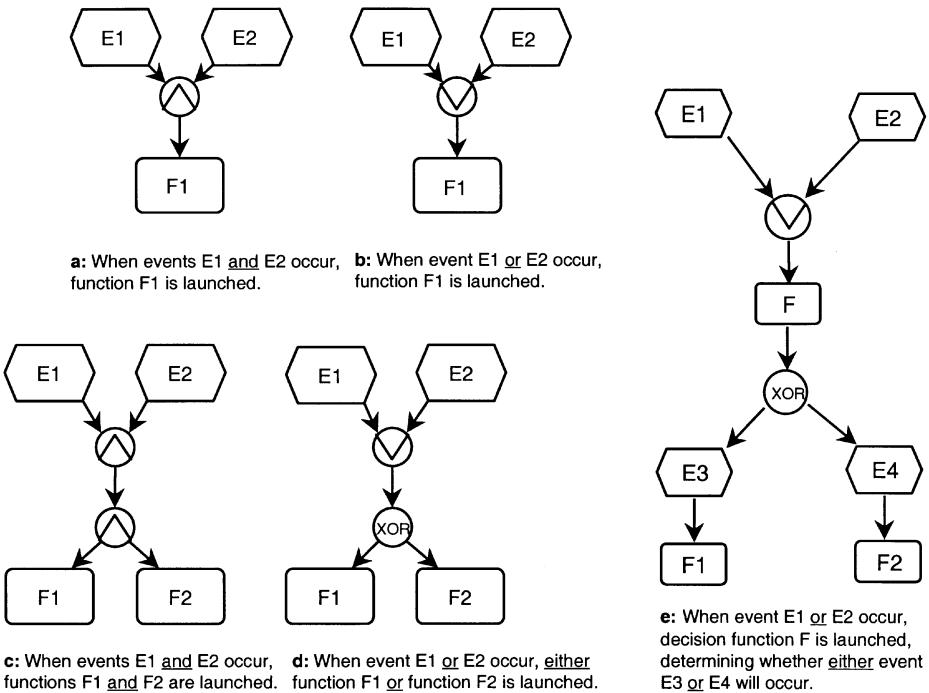 E1 E2
F1
a: When events E1 and E2 occur,
function F1 is launched.
E1 E2
F1
b: When event E1 or E2 occur,
function F1 is launched.
E1 E2
F1 F2
c: When events E1 and E2 occur,
functions F1 and F2 are launched.
E1 E2
XOR
F1 F2
d: When event E1 or E2 occur, either
function F1 or function F2 is launched.
E1 E2
F
XOR
E3 E4
F1 F2
e: When event E1 or E2 occur,
decision function F is launched,
determining whether either event
E3 or E4 will occur.